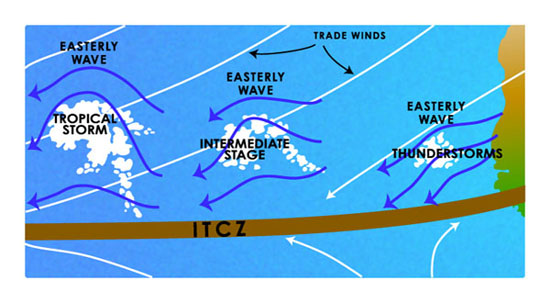 TRADE WINDS
EASTERLY
WAVE
EASTERLY
WAVE
EASTERLY
WAVE
TROPICAL
STORM
INTERMEDIATE
STAGE
THUNDERSTORMS
ITCZ